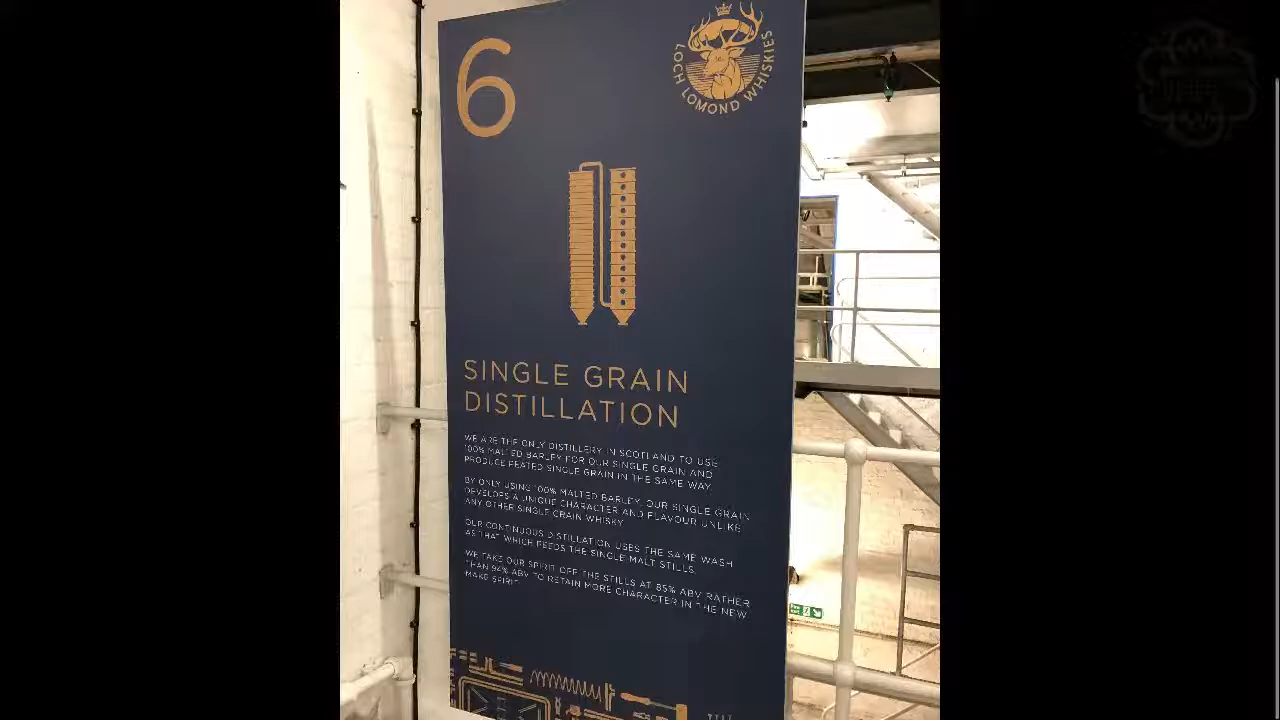 6
LOCH LOMOND WHISKIES
SINGLE GRAIN
DISTILLATION
WE ARE THE ONLY DISTILLERY IN SCOTLAND TO USE
100% MALTED BARLEY FOR OUR SINGLE GRAIN AND
PRODUCE PEATED SINGLE GRAIN IN THE SAME WAY.
BY ONLY USING 100% MALTED BARLEY, OUR SINGLE GRAIN
DEVELOPS A UNIQUE CHARACTER AND FLAVOUR UNLIKE
ANY OTHER SINGLE GRAIN WHISKY.
OUR CONTINUOUS DISTILLATION USES THE SAME WASH
AS THAT WHICH FEEDS THE SINGLE MALT STILLS.
WE TAKE OUR SPIRIT OFF THE STILLS AT 85% ABV RATHER
THAN 94% ABV TO RETAIN MORE CHARACTER IN THE NEW
MAKE SPIRIT.